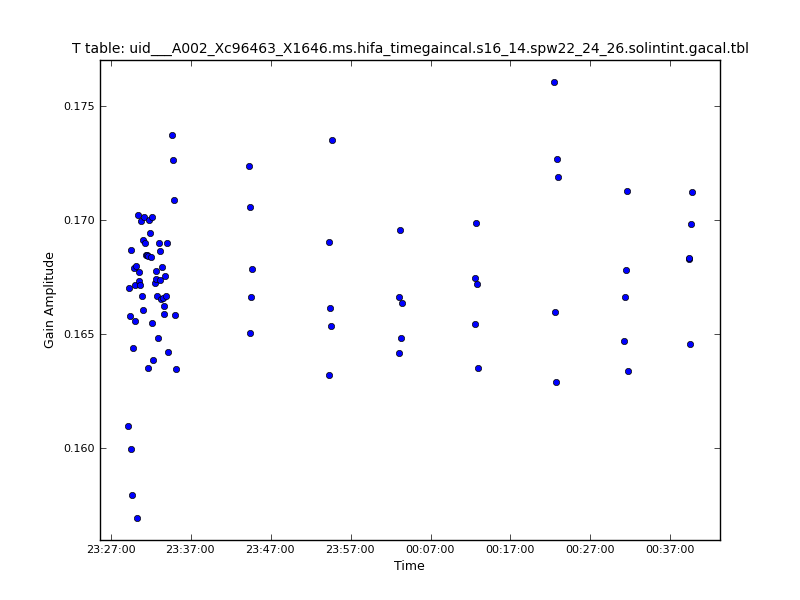 T table: uid___A002_Xc96463_X1646.ms.hifa_timegaincal.s16_14.spw22_24_26.solintint.gacal.tbl
0.175
0.170
0.165
0.160
Gain Amplitude
23:27:00 23:37:00 23:47:00 23:57:00 00:07:00 00:17:00 00:27:00 00:37:00
Time